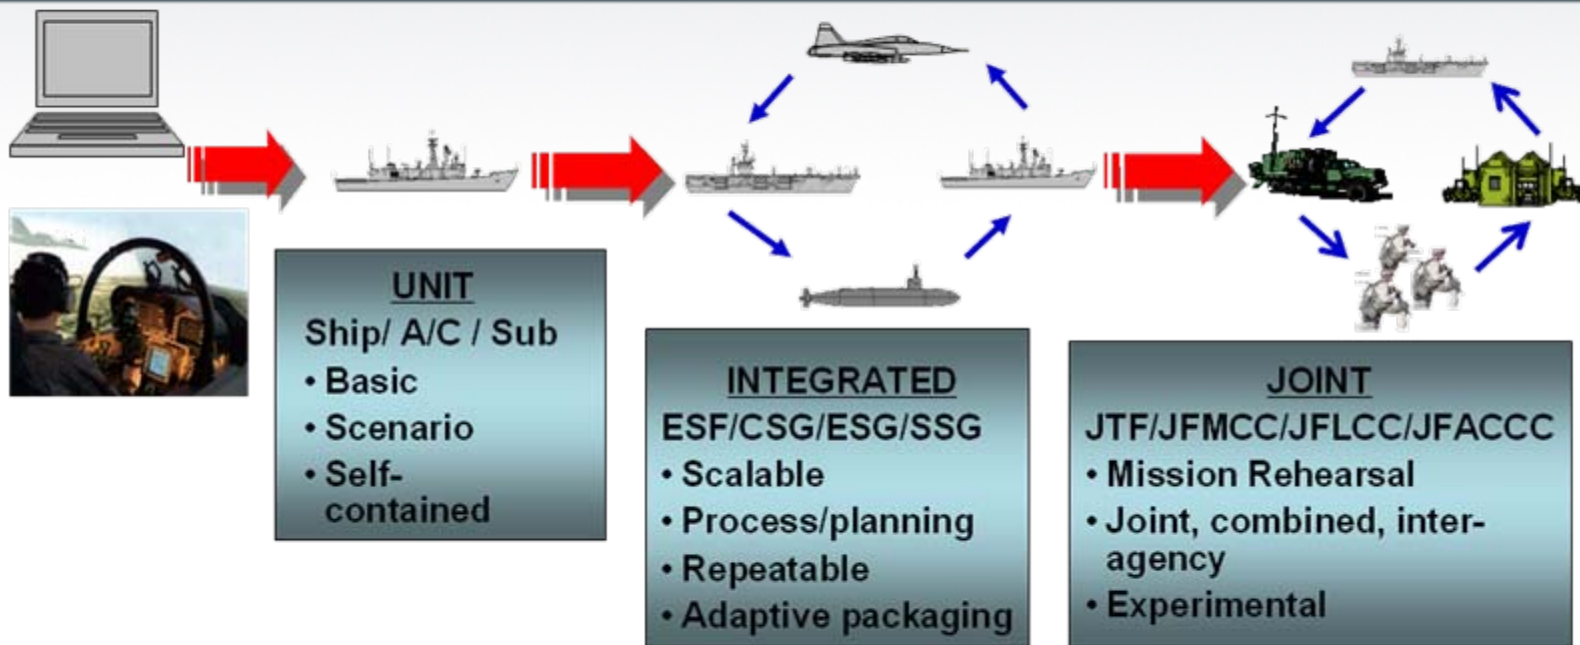 UNIT
Ship/ A/C / Sub
• Basic
• Scenario
• Self-
contained
INTEGRATED
ESF/CSG/ESG/SSG
• Scalable
• Process/planning
• Repeatable
• Adaptive packaging
JOINT
JTF/JFMCC/JFLCC/JFACCC
• Mission Rehearsal
• Joint, combined, inter-
agency
• Experimental